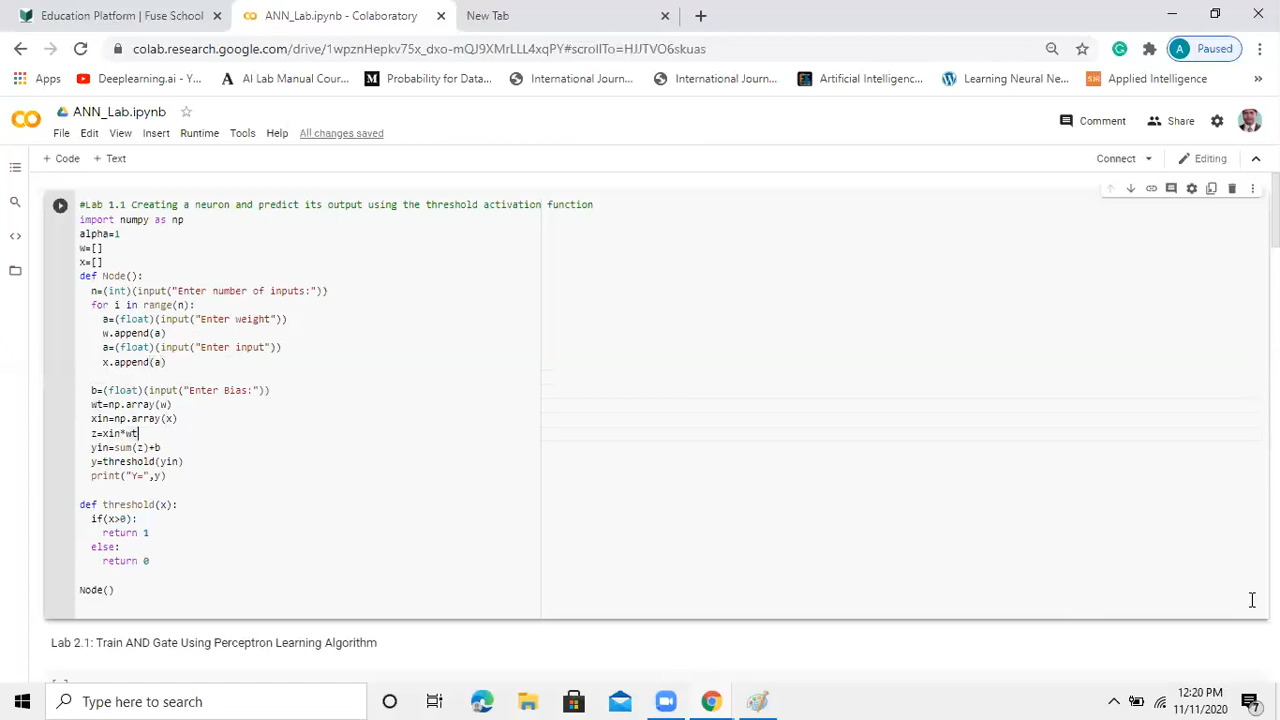 Education Platform | Fuse School
ANN_Lab.ipynb - Colaboratory
New Tab
colab.research.google.com/drive/1wpznHepkv75x_dxo-mQJ9XMrLLL4xqPY#scrollTo=HJJTVO6skuas
A
Paused
Apps
Deeplearning.ai - Y...
AI Lab Manual Cour...
Probability for Data...
International Journ...
International Journ...
Artificial Intelligenc...
Learning Neural Ne...
Applied Intelligence
»
ANN_Lab.ipynb
File Edit View Insert Runtime Tools Help All changes saved
Comment
Share
+ Code + Text
Connect
Editing
#Lab 1.1 Creating a neuron and predict its output using the threshold activation function
import numpy as np
alpha=1
w=[]
x=[]
def Node():
n=(int)(input("Enter number of inputs:"))
for i in range(n):
a=(float)(input("Enter weight"))
w.append(a)
a=(float)(input("Enter input"))
x.append(a)
b=(float)(input("Enter Bias:"))
wt=np.array(w)
xin=np.array(x)
z=xin*wt
yin=sum(z)+b
y=threshold(yin)
print("Y=",y)
def threshold(x):
if(x>0):
return 1
else:
return 0
Node()
Lab 2.1: Train AND Gate Using Perceptron Learning Algorithm
Type here to search
12:20 PM
11/11/2020